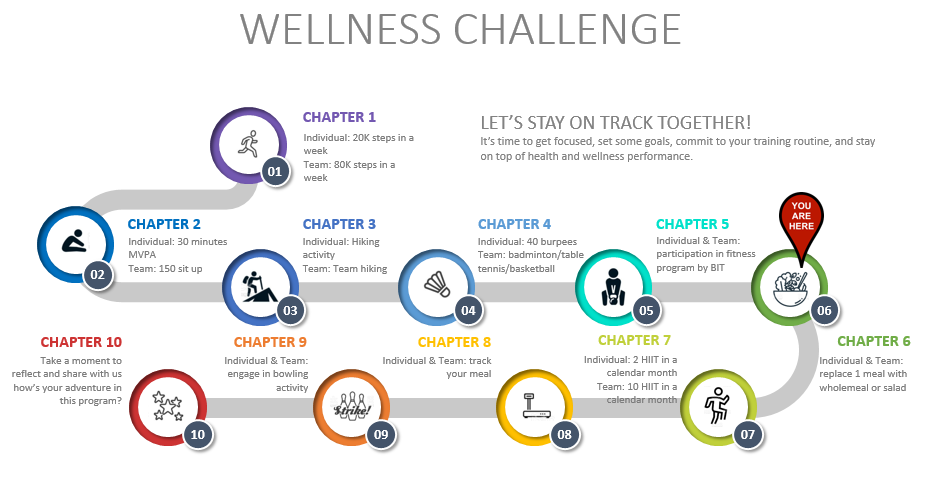 WELLNESS CHALLENGE
CHAPTER 1
Individual: 20K steps in a
week
Team: 80K steps in a
week
01
LET'S STAY ON TRACK TOGETHER!
It's time to get focused, set some goals, commit to your training routine, and stay
on top of health and wellness performance.
CHAPTER 2
Individual: 30 minutes
MVPA
Team: 150 sit up
02
CHAPTER 3
Individual: Hiking
activity
Team: Team hiking
03
CHAPTER 4
Individual: 40 burpees
Team: badminton/table
tennis/basketball
04
CHAPTER 5
Individual & Team:
participation in fitness
program by BIT
05
YOU
ARE
HERE
06
CHAPTER 6
Individual & Team:
replace 1 meal with
wholemeal or salad
CHAPTER 7
Individual: 2 HIIT in a
calendar month
Team: 10 HIIT in a
calendar month
07
CHAPTER 8
Individual & Team: track
your meal
08
CHAPTER 9
Individual & Team:
engage in bowling
activity
Strike!
09
CHAPTER 10
Take a moment to
reflect and share with us
how's your adventure in
this program?
10